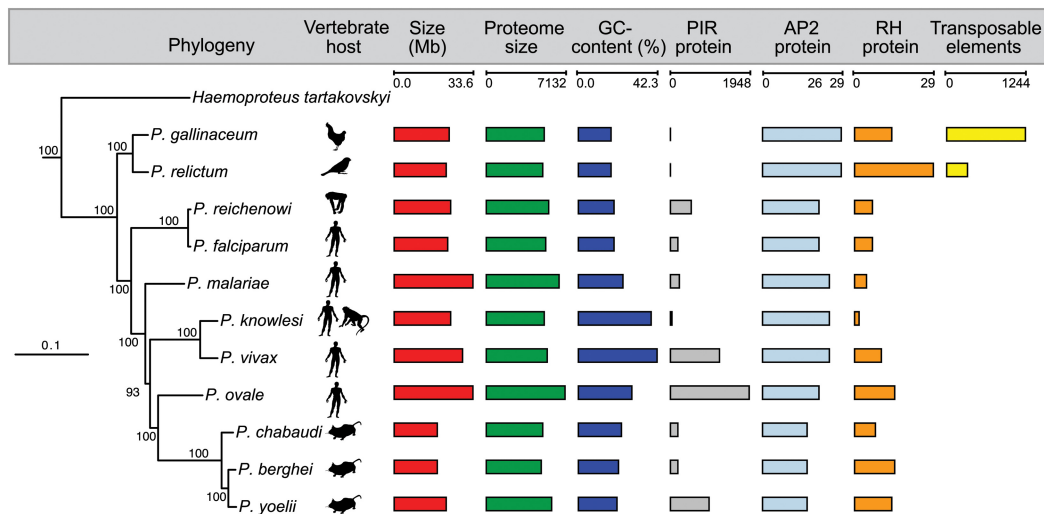 Phylogeny
Vertebrate host
Size (Mb)
Proteome size
GC-content (%)
PIR protein
AP2 protein
RH protein
Transposable elements
0.0 33.6
0 7132
0.0 42.3
0 1948
0 26 29
0 29
0 1244
Haemoproteus tartakovskyi
P. gallinaceum
100
100
P. relictum
P. reichenowi
100
100
P. falciparum
P. malariae
100
P. knowlesi
100
100
0.1
P. vivax
93
P. ovale
100
P. chabaudi
100
P. berghei
100
P. yoelii